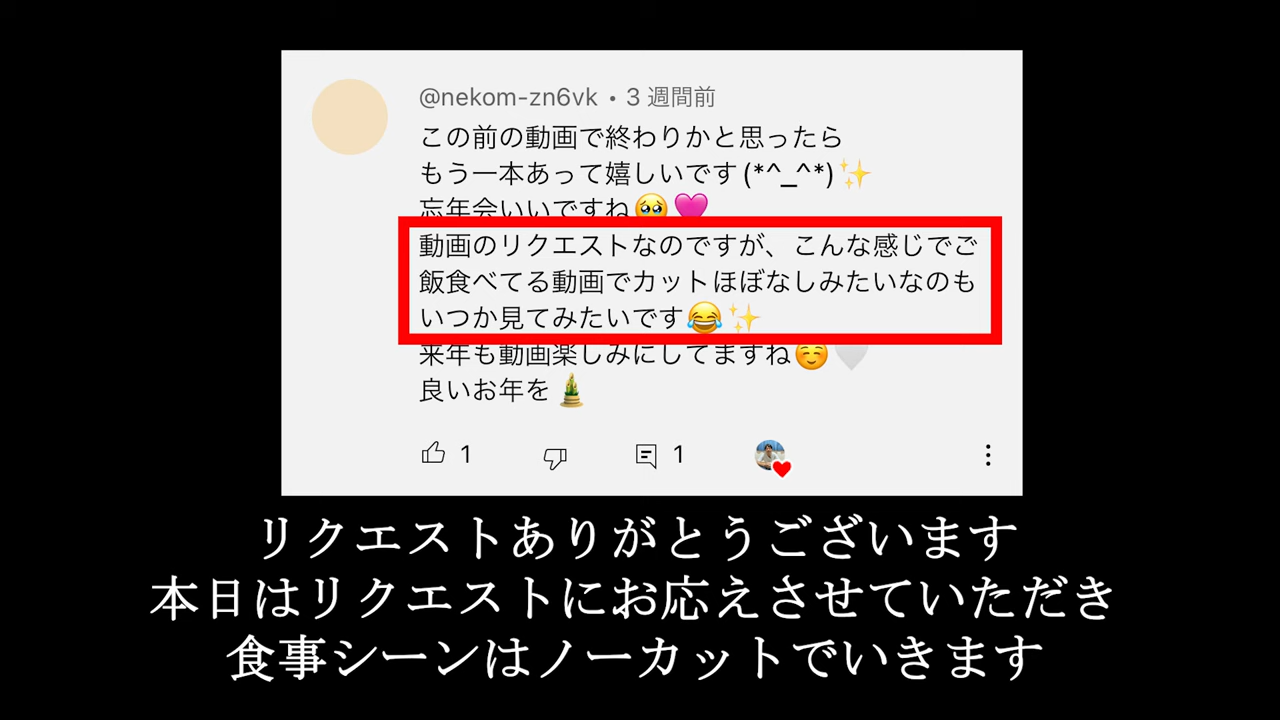 @nekom-zn6vk • 3 週間前
この前の動画で終わりかと思ったら
もう一本あって嬉しいです(*^_^*)✨
忘年会いいですね🥹💗
動画のリクエストなのですが、こんな感じでご
飯食べてる動画でカットほぼなしみたいなのも
いつか見てみたいです😂✨
来年も動画楽しみにしてますね☺️🤍
良いお年を🎍
1
1
リクエストありがとうございます
本日はリクエストにお応えさせていただき
食事シーンはノーカットでいきます